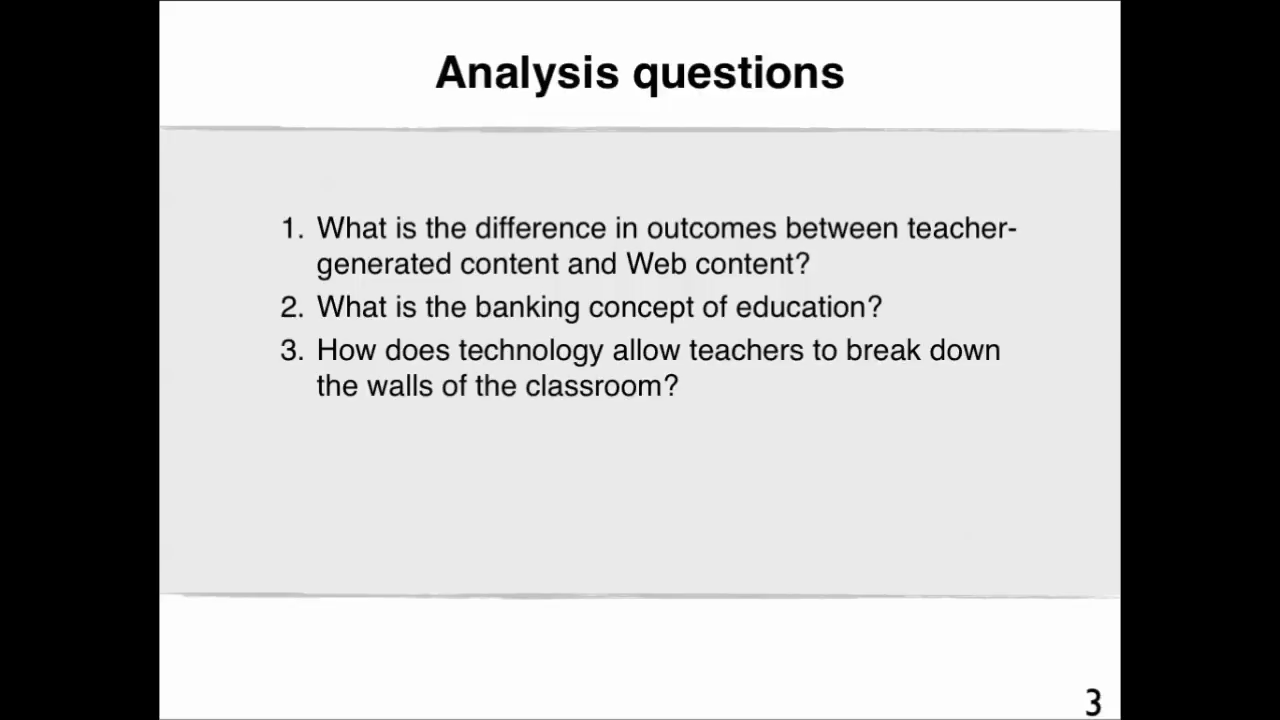 Analysis questions
1. What is the difference in outcomes between teacher-
generated content and Web content?
2. What is the banking concept of education?
3. How does technology allow teachers to break down
the walls of the classroom?
3